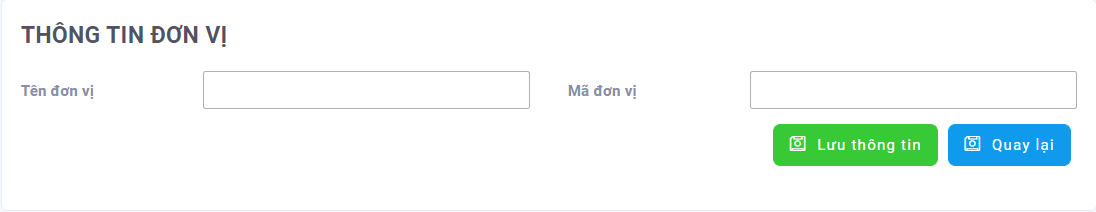 THÔNG TIN ĐƠN VỊ
Tên đơn vị Mã đơn vị
Lưu thông tin Quay lại